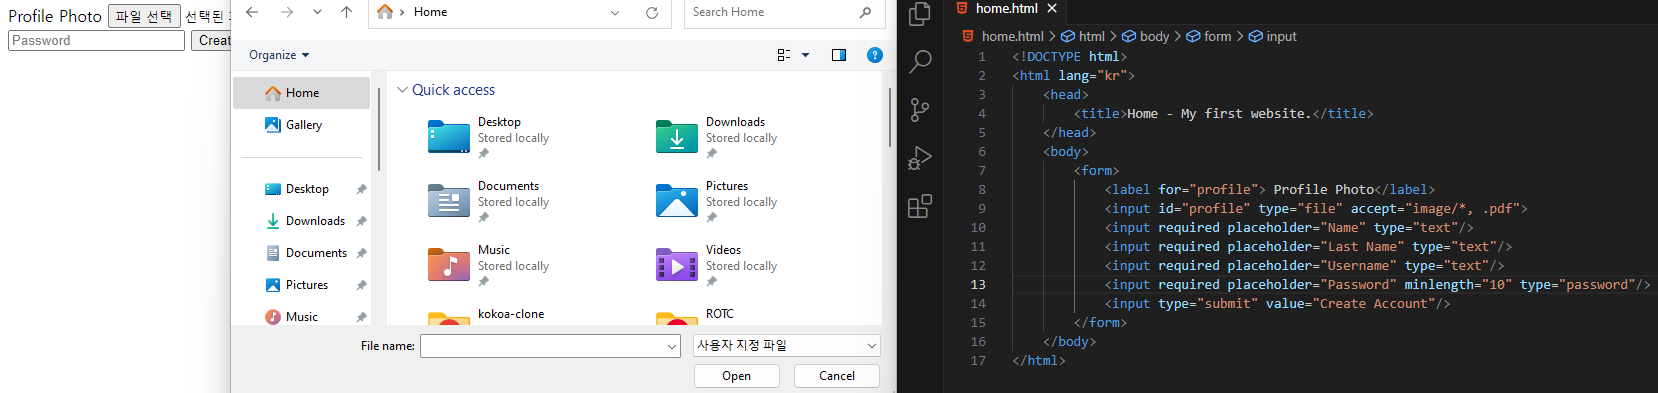 Profile Photo 파일 선택 선택된
Password Creat
Home
Search Home
Organize
?
Home
Gallery
Desktop
Downloads
Documents
Pictures
Music
Quick access
Desktop
Stored locally
Downloads
Stored locally
Documents
Stored locally
Pictures
Stored locally
Music
Stored locally
Videos
Stored locally
kokoa-clone
ROTC
File name:
사용자 지정 파일
Open
Cancel
home.html
home.html > html > body > form > input
1 <!DOCTYPE html>
2 <html lang="kr">
3 <head>
4 <title>Home - My first website.</title>
5 </head>
6 <body>
7 <form>
8 <label for="profile"> Profile Photo</label>
9 <input id="profile" type="file" accept="image/*, .pdf">
10 <input required placeholder="Name" type="text"/>
11 <input required placeholder="Last Name" type="text"/>
12 <input required placeholder="Username" type="text"/>
13 <input required placeholder="Password" minlength="10" type="password"/>
14 <input type="submit" value="Create Account"/>
15 </form>
16 </body>
17 </html>